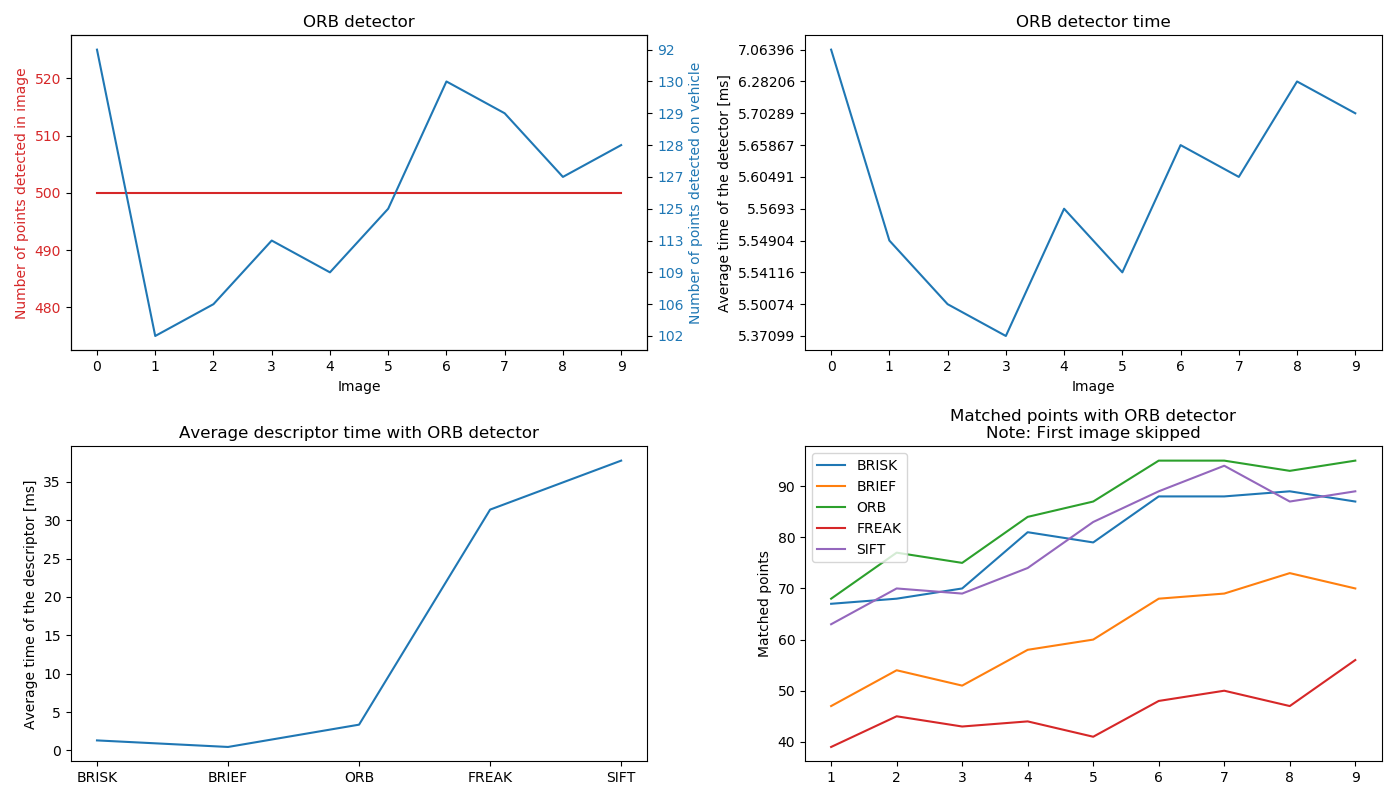 ORB detector
Number of points detected in image
520
510
500
490
480
92
130
129
128
127
125
113
109
106
102
Number of points detected on vehicle
0 1 2 3 4 5 6 7 8 9
Image
ORB detector time
Average time of the detector [ms]
7.06396
6.28206
5.70289
5.65867
5.60491
5.5693
5.54904
5.54116
5.50074
5.37099
0 1 2 3 4 5 6 7 8 9
Image
Average descriptor time with ORB detector
Average time of the descriptor [ms]
35
30
25
20
15
10
5
0
BRISK BRIEF ORB FREAK SIFT
Matched points with ORB detector
Note: First image skipped
Matched points
90
80
70
60
50
40
BRISK
BRIEF
ORB
FREAK
SIFT
1 2 3 4 5 6 7 8 9